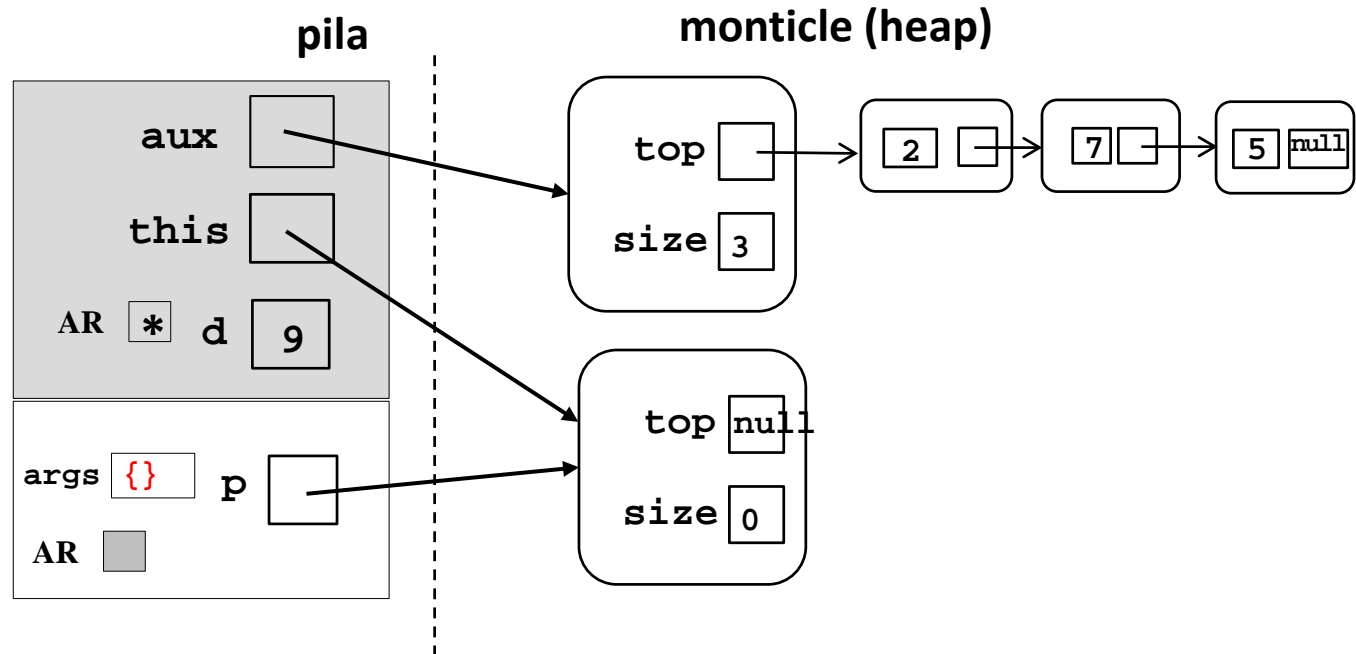 pila
monticle (heap)
aux
this
AR * d 9
args {} p
AR
top
2
7
5 null
size 3
top null
size 0